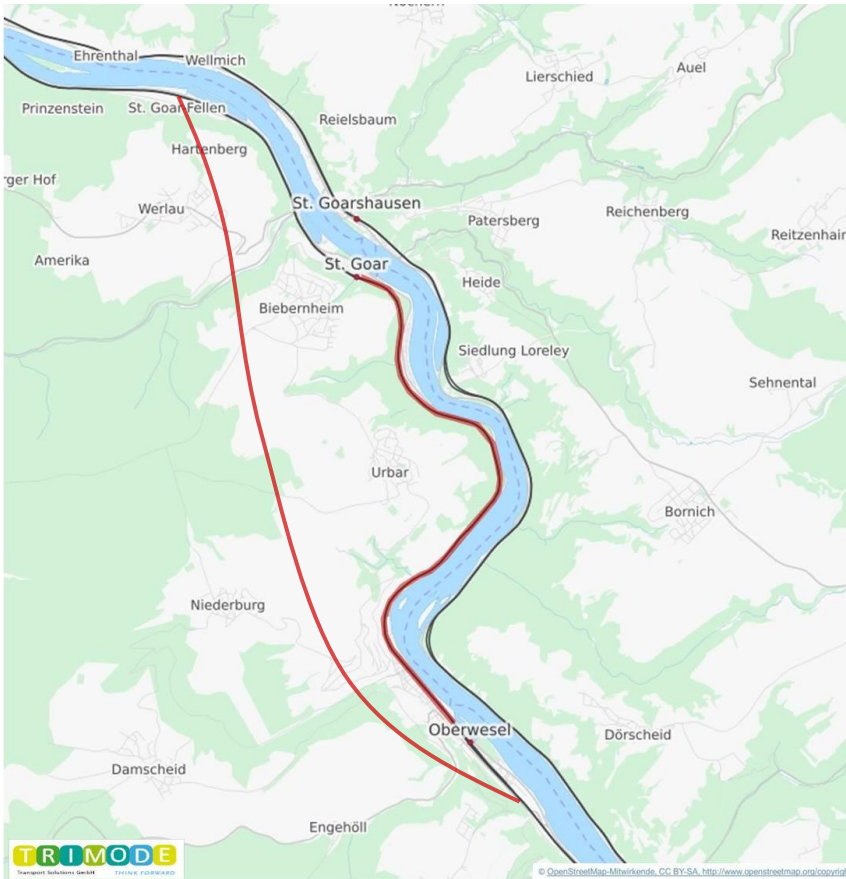 Ehrenthal
Wellmich
Lierschied
Auel
Prinzenstein
St. Goar-Fellen
Reielsbaum
Hartenberg
rger Hof
Werlau
St. Goarshausen
Patersberg
Reichenberg
Reitzenhain
Amerika
St. Goar
Heide
Biebernheim
Siedlung Loreley
Sehnental
Urbar
Bornich
Niederburg
Oberwesel
Dörscheid
Damscheid
Engehöll
TRIMODE
Transport Solutions GmbH THINK FORWARD
© OpenStreetMap-Mitwirkende, CC BY-SA, http://www.openstreetmap.org/copyright